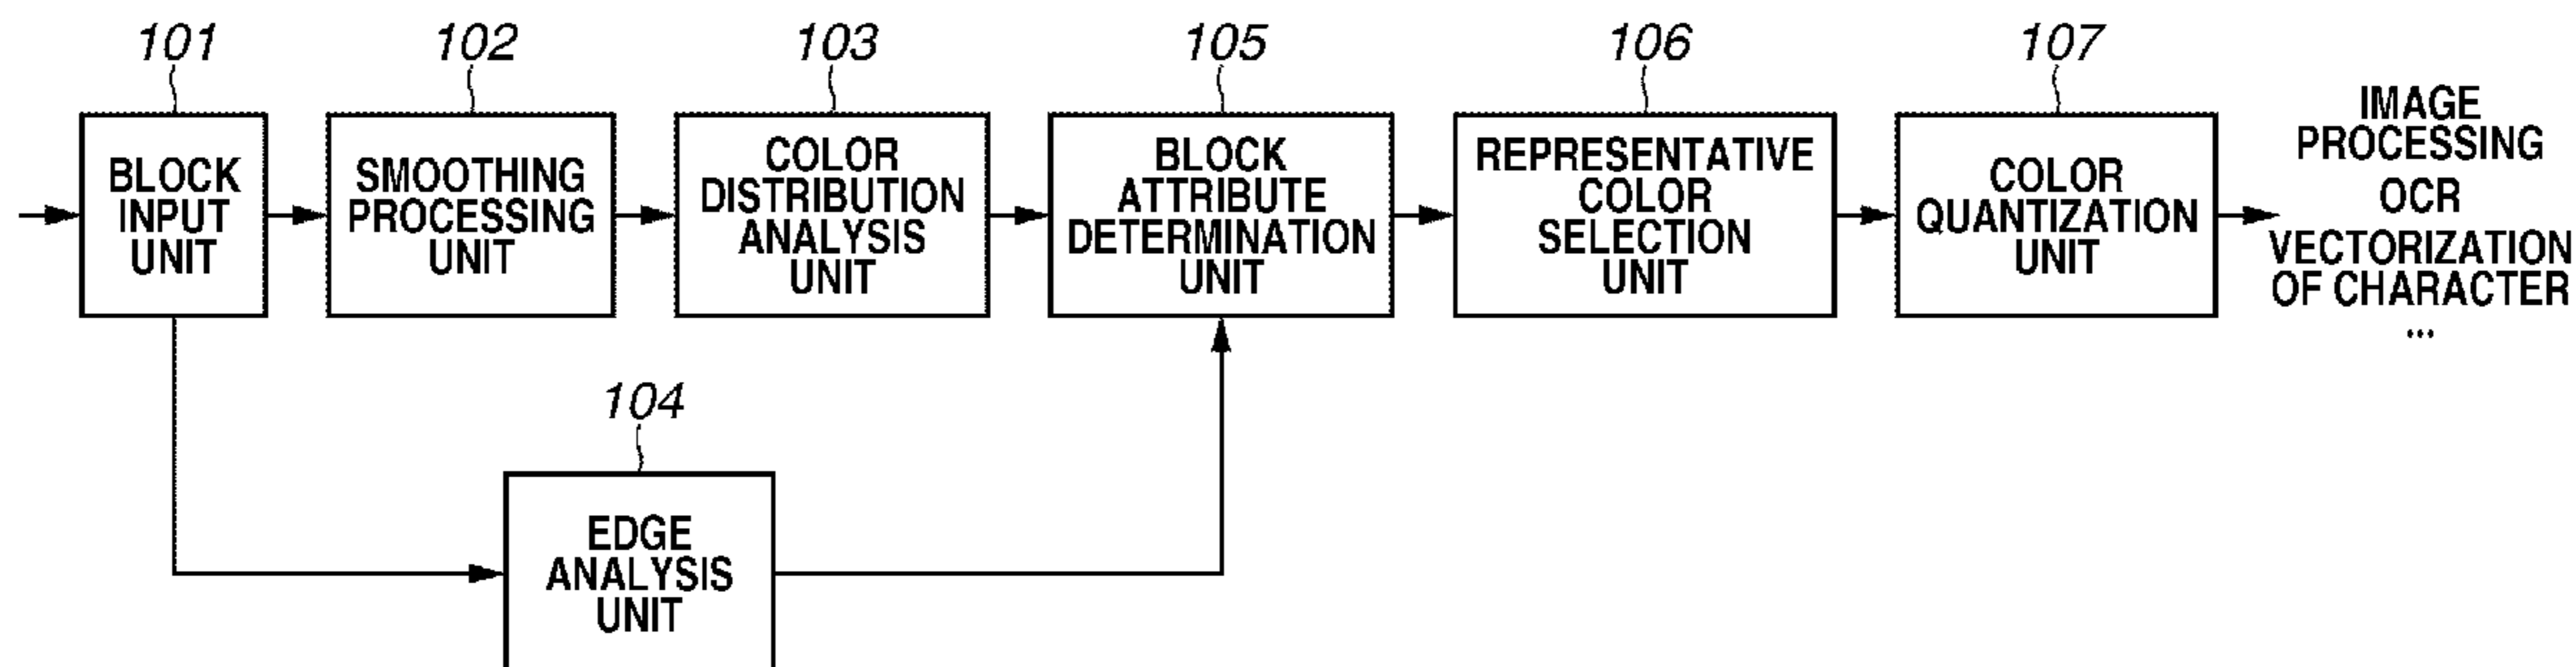 101
BLOCK
INPUT
UNIT
102
SMOOTHING
PROCESSING
UNIT
103
COLOR
DISTRIBUTION
ANALYSIS
UNIT
105
BLOCK
ATTRIBUTE
DETERMINATION
UNIT
106
REPRESENTATIVE
COLOR
SELECTION
UNIT
107
COLOR
QUANTIZATION
UNIT
IMAGE
PROCESSING
OCR
VECTORIZATION
OF CHARACTER
...
104
EDGE
ANALYSIS
UNIT